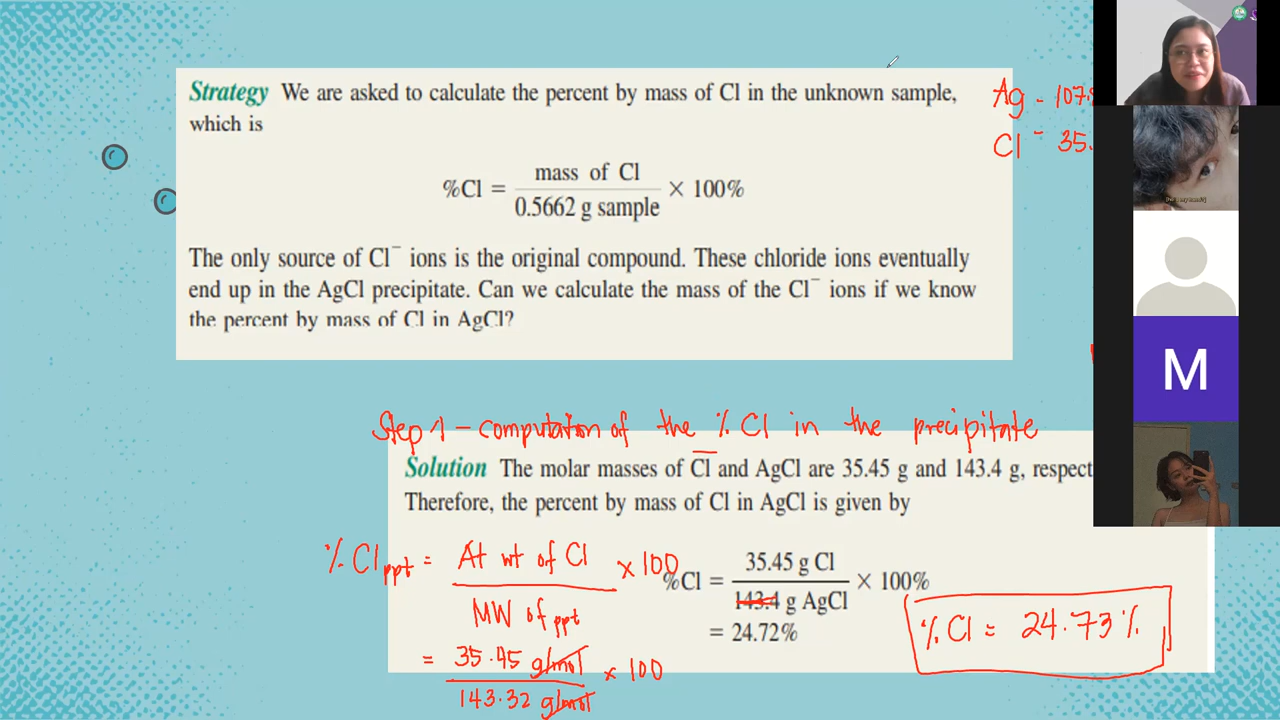 Strategy We are asked to calculate the percent by mass of Cl in the unknown sample,
which is
%Cl = mass of Cl / 0.5662 g sample × 100%
The only source of Cl⁻ ions is the original compound. These chloride ions eventually
end up in the AgCl precipitate. Can we calculate the mass of the Cl⁻ ions if we know
the percent by mass of Cl in AgCl?
Ag - 107.
Cl - 35.
M
Step 1 - computation of the % Cl in the precipitate
Solution The molar masses of Cl and AgCl are 35.45 g and 143.4 g, respect
Therefore, the percent by mass of Cl in AgCl is given by
% Cl ppt = At wt of Cl / MW of ppt × 100
= 35.45 g/mol / 143.32 g/mol × 100
%Cl = 35.45 g Cl / 143.4 g AgCl × 100%
= 24.72%
% Cl = 24.73 %